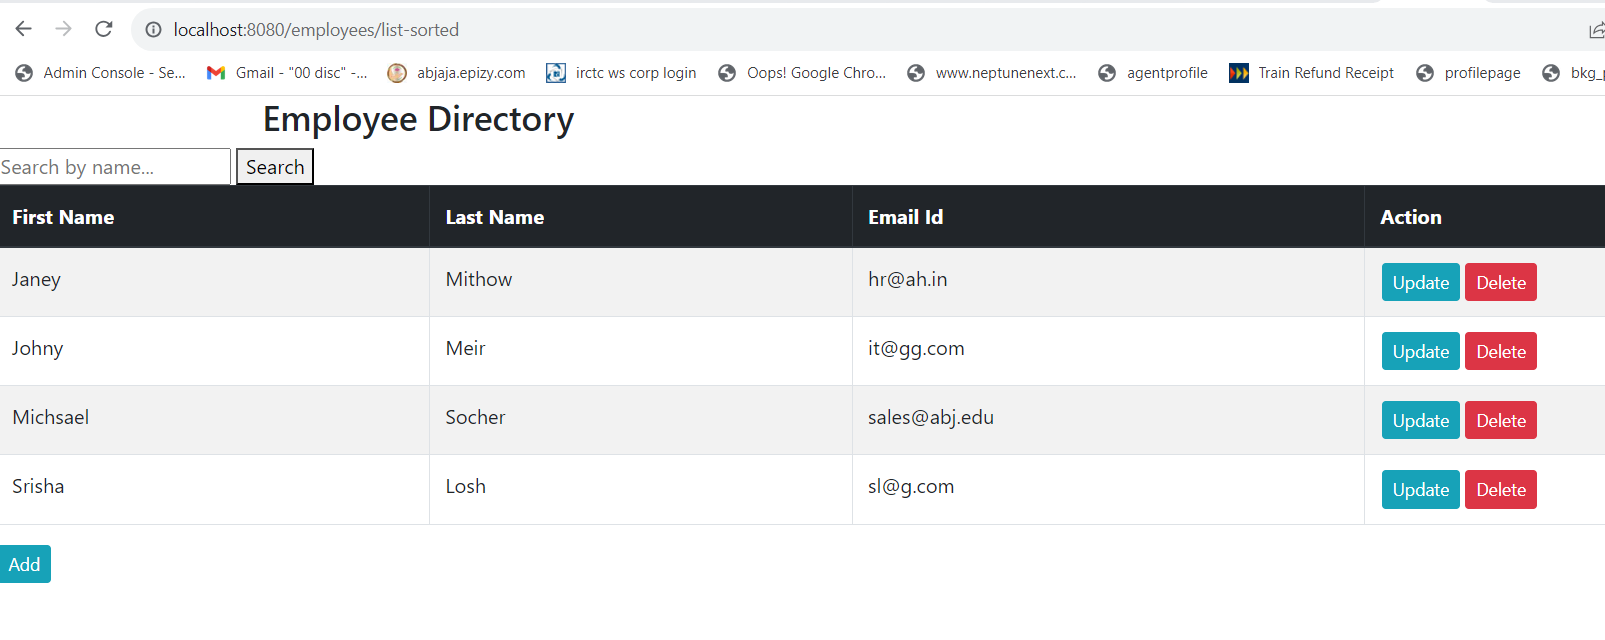 localhost:8080/employees/list-sorted
Admin Console - Se... Gmail - "00 disc" -... abjaja.epizy.com irctc ws corp login Oops! Google Chro... www.neptunenext.c... agentprofile Train Refund Receipt profilepage bkg_
Employee Directory
Search by name... Search
First Name Last Name Email Id Action
Janey Mithow hr@ah.in Update Delete
Johny Meir it@gg.com Update Delete
Michsael Socher sales@abj.edu Update Delete
Srisha Losh sl@g.com Update Delete
Add